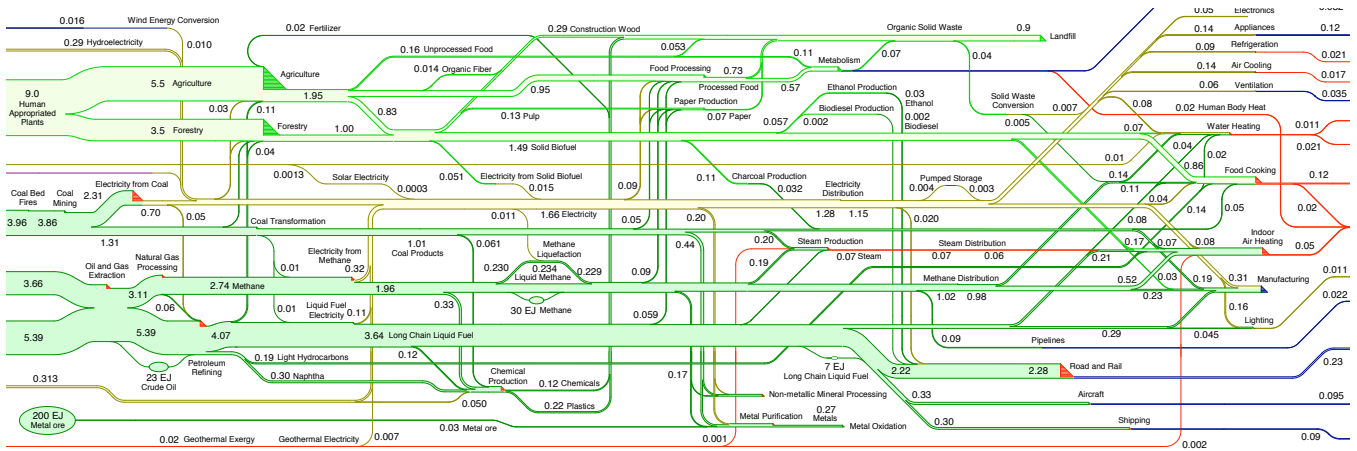 0.016
Wind Energy Conversion
0.02 Fertilizer
0.29 Construction Wood
Organic Solid Waste
0.9
Landfill
0.05
Electronics
0.14
Appliances
0.12
0.29 Hydroelectricity
0.010
0.16
Unprocessed Food
0.053
0.11
0.07
0.04
0.09
Refrigeration
0.021
Metabolism
0.014 Organic Fiber
Food Processing
0.73
0.14
Air Cooling
0.017
5.5
Agriculture
Agriculture
0.95
Processed Food
0.57
Ethanol Production
0.03
Ethanol
0.06
Ventilation
0.035
9.0
Human
Appropriated
Plants
1.95
0.03
0.11
0.83
0.13 Pulp
Paper Production
0.07 Paper
Biodiesel Production
0.002
Biodiesel
Solid Waste
Conversion
0.007
0.08
0.02
Human Body Heat
3.5
Forestry
Forestry
1.00
0.057
0.002
0.005
0.07
Water Heating
0.011
0.021
0.04
1.49 Solid Biofuel
0.04
0.02
0.01
0.86
Food Cooking
0.12
0.0013
Solar Electricity
0.0003
0.051
Electricity from Solid Biofuel
0.015
0.09
0.11
Charcoal Production
0.032
Electricity
Distribution
Pumped Storage
0.004
0.003
0.14
0.11
0.04
0.14
0.05
0.02
Coal Bed
Fires
Coal
Mining
2.31
Electricity from Coal
3.96
3.86
0.70
0.05
Coal Transformation
0.011
1.66 Electricity
0.05
0.20
1.28
1.15
0.020
0.08
1.31
1.01
Coal Products
0.061
Methane
Liquefaction
0.44
0.20
Steam Production
0.07 Steam
Steam Distribution
0.07
0.06
0.17
0.07
0.08
Indoor
Air Heating
0.05
Oil and Gas
Extraction
Natural Gas
Processing
0.01
Electricity from
Methane
0.32
0.230
0.234
0.229
Liquid Methane
0.09
0.19
0.21
3.66
3.11
2.74 Methane
1.96
Methane Distribution
1.02
0.98
0.52
0.03
0.19
0.31
Manufacturing
0.011
0.23
0.06
0.01
Liquid Fuel
Electricity
0.11
0.33
30 EJ Methane
0.059
0.16
Lighting
0.022
5.39
5.39
4.07
3.64
Long Chain Liquid Fuel
0.29
0.045
0.09
Pipelines
0.19 Light Hydrocarbons
0.12
7 EJ
Long Chain Liquid Fuel
2.22
2.28
Road and Rail
0.23
Petroleum
Refining
23 EJ
Crude Oil
0.30 Naphtha
Chemical
Production
0.12 Chemicals
0.17
0.313
0.050
0.22 Plastics
Non-metallic Mineral Processing
0.33
Aircraft
0.095
200 EJ
Metal ore
0.03 Metal ore
Metal Purification
0.27
Metals
Metal Oxidation
0.30
Shipping
0.02
Geothermal Exergy
Geothermal Electricity
0.007
0.001
0.002
0.09